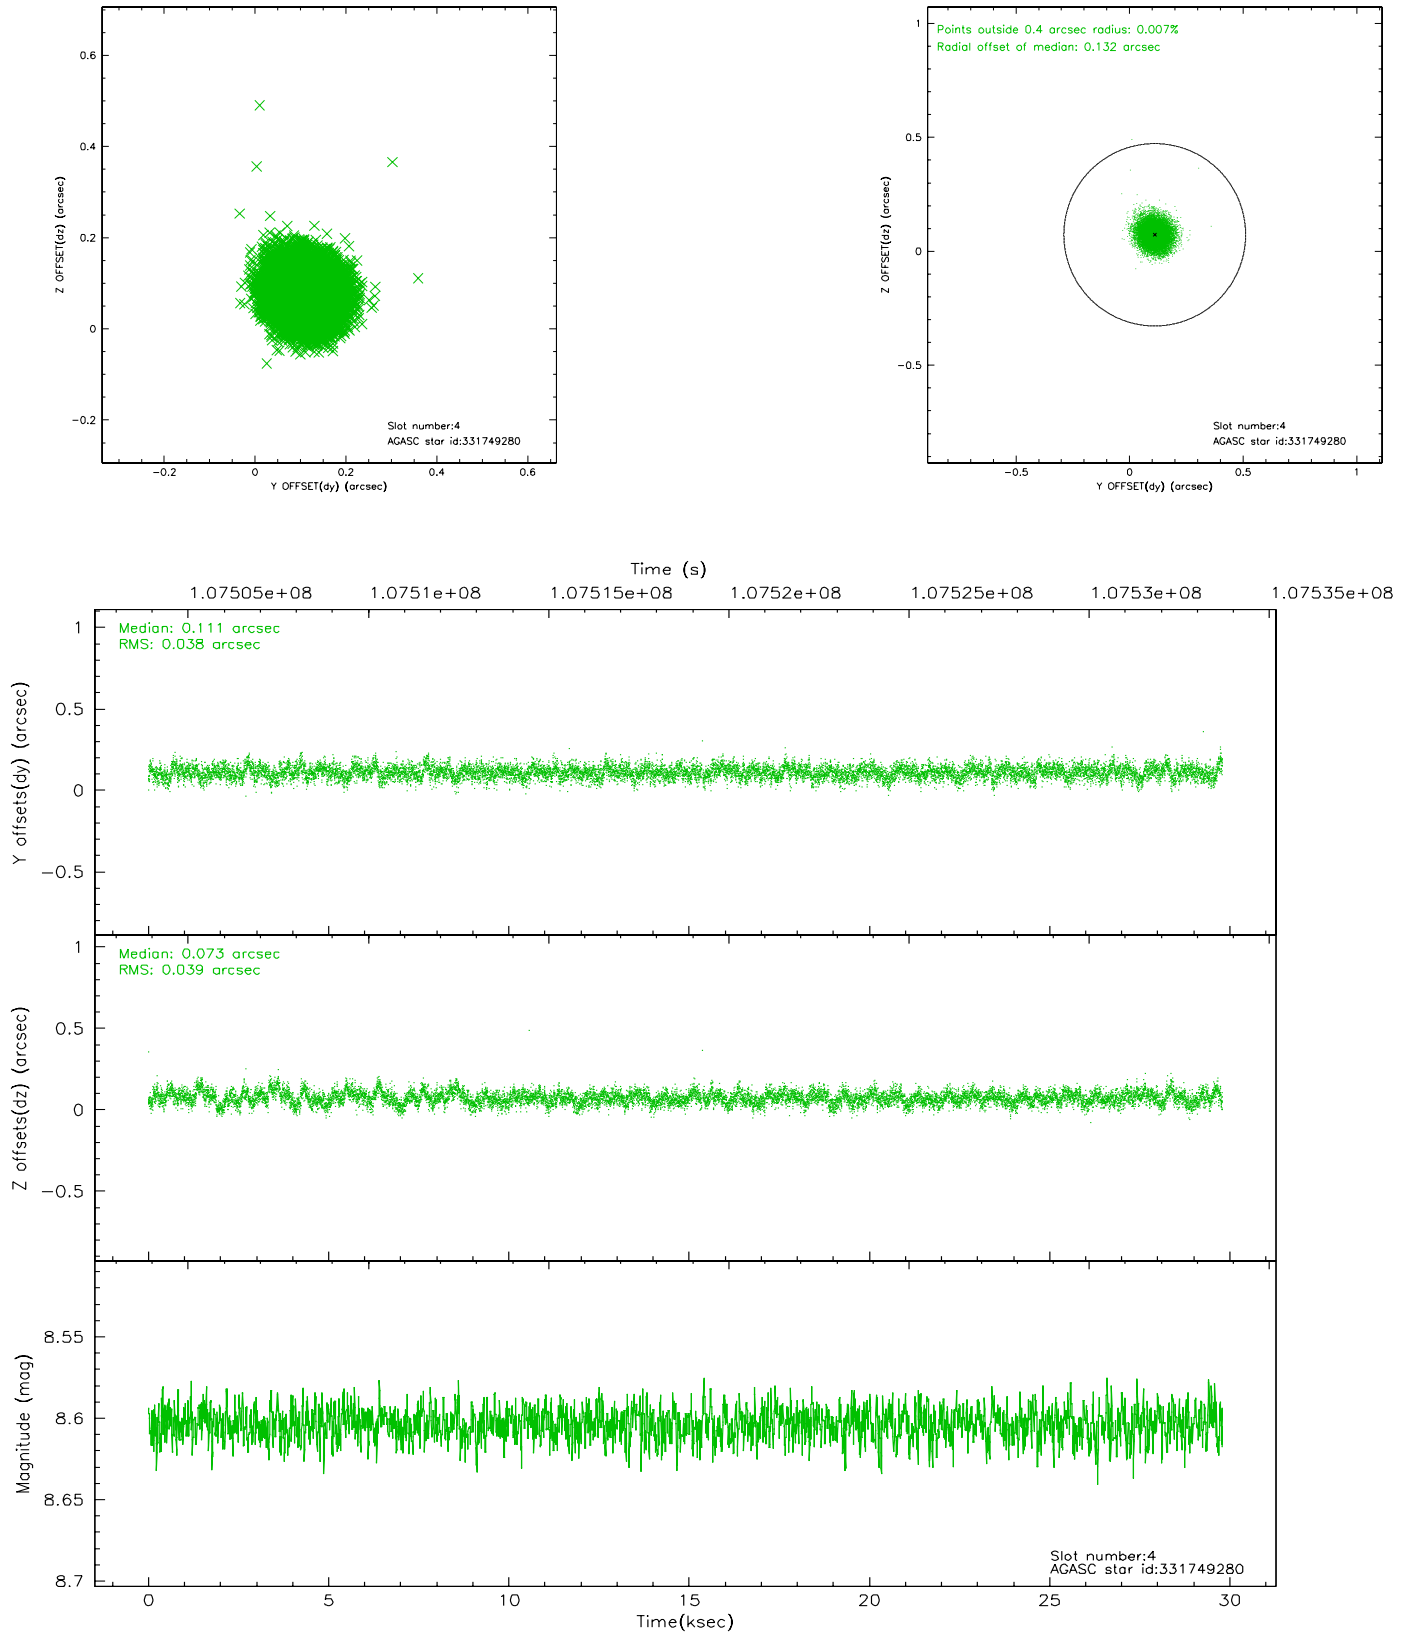 0.6
0.4
0.2
0
−0.2
Z OFFSET(dz) (arcsec)
Slot number:4
AGASC star id:331749280
−0.2 0 0.2 0.4 0.6
Y OFFSET(dy) (arcsec)
Points outside 0.4 arcsec radius: 0.007%
Radial offset of median: 0.132 arcsec
1
0.5
0
−0.5
Z OFFSET(dz) (arcsec)
Slot number:4
AGASC star id:331749280
−0.5 0 0.5 1
Y OFFSET(dy) (arcsec)
Time (s)
1.07505e+08 1.0751e+08 1.07515e+08 1.0752e+08 1.07525e+08 1.0753e+08 1.07535e+08
Median: 0.111 arcsec
RMS: 0.038 arcsec
1
0.5
0
−0.5
Y offsets(dy) (arcsec)
Median: 0.073 arcsec
RMS: 0.039 arcsec
1
0.5
0
−0.5
Z offsets(dz) (arcsec)
8.55
8.6
8.65
8.7
Magnitude (mag)
Slot number:4
AGASC star id:331749280
0 5 10 15 20 25 30
Time(ksec)